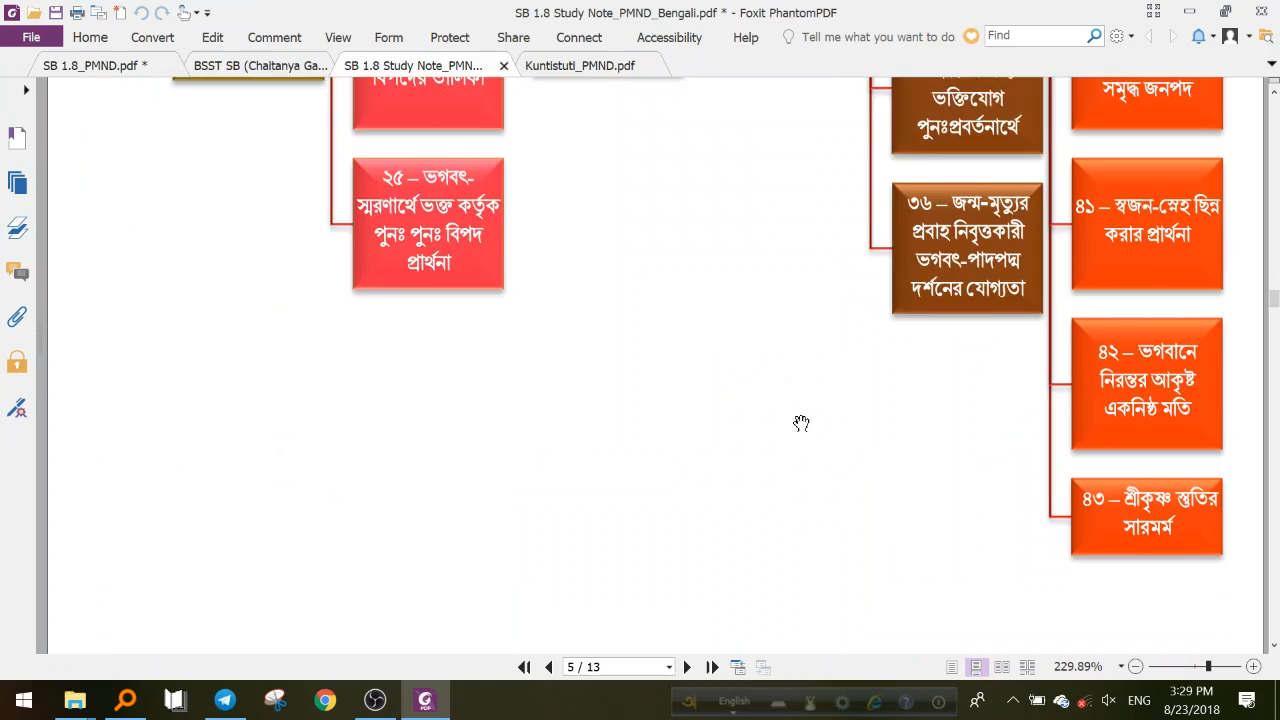 SB 1.8 Study Note_PMND_Bengali.pdf * - Foxit PhantomPDF
File Home Convert Edit Comment View Form Protect Share Connect Accessibility Help Tell me what you want to do. Find
SB 1.8_PMND.pdf * BSST SB (Chaitanya Ga... SB 1.8 Study Note_PMN... Kuntistuti_PMND.pdf
২৫ – ভগবৎ-
স্মরণার্থে ভক্ত কর্তৃক
পুনঃ পুনঃ বিপদ
প্রার্থনা
ভক্তিযোগ
পুনঃপ্রবর্তনার্থে
৩৬ – জন্ম-মৃত্যুর
প্রবাহ নিবৃত্তকারী
ভগবৎ-পাদপদ্ম
দর্শনের যোগ্যতা
সমৃদ্ধ জনপদ
৪১ – স্বজন-স্নেহ ছিন্ন
করার প্রার্থনা
৪২ – ভগবানে
নিরন্তর আকৃষ্ট
একনিষ্ঠ মতি
৪৩ – শ্রীকৃষ্ণ স্তুতির
সারমর্ম
5 / 13 229.89%
English ENG 3:29 PM
8/23/2018